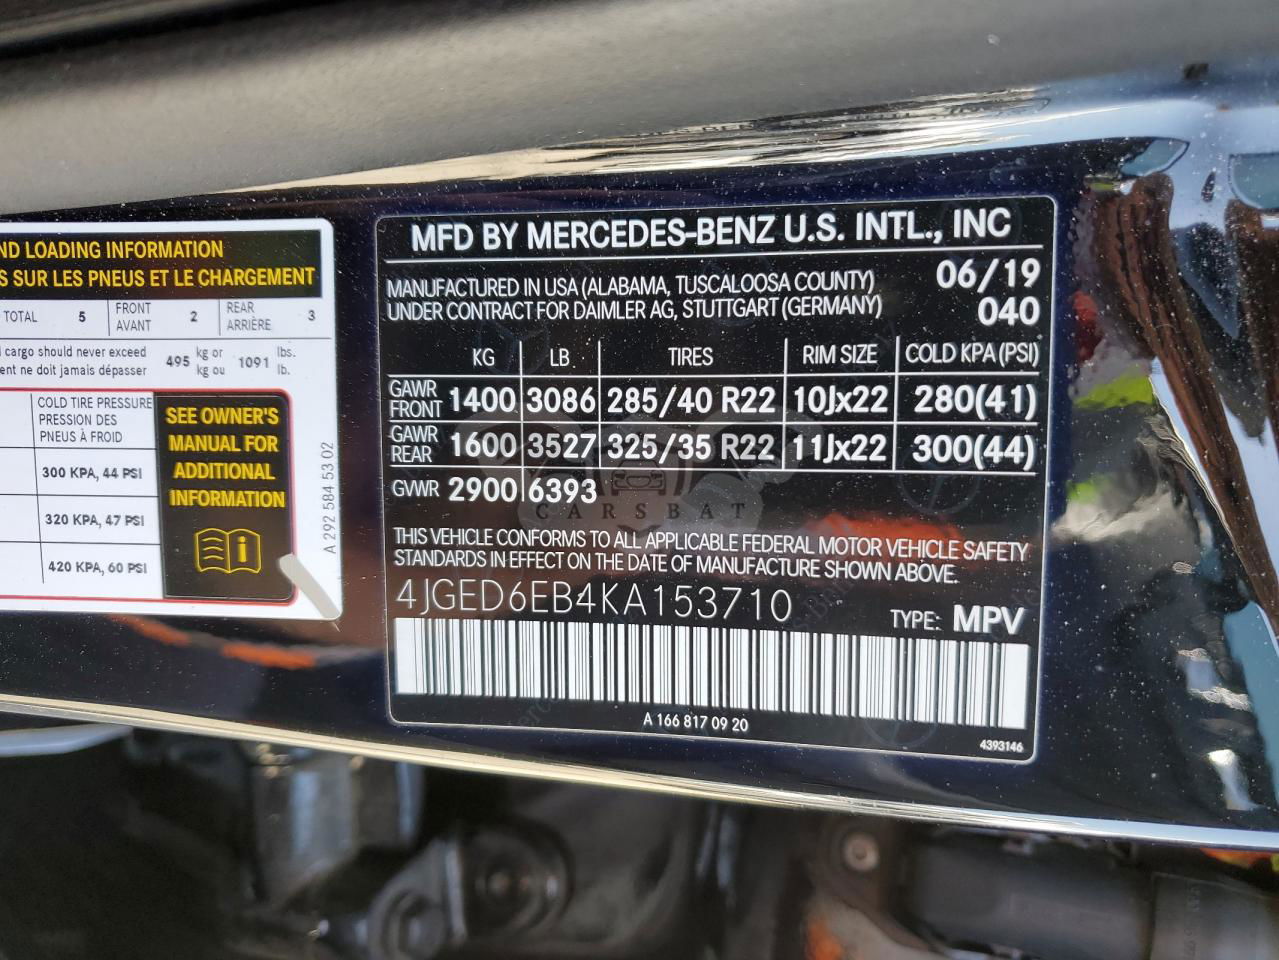 ND LOADING INFORMATION
S SUR LES PNEUS ET LE CHARGEMENT
TOTAL 5 FRONT AVANT 2 REAR ARRIÈRE 3
cargo should never exceed 495 kg or 1091 lbs.
ent ne doit jamais dépasser kg ou lb.
COLD TIRE PRESSURE
PRESSION DES
PNEUS À FROID
300 KPA, 44 PSI
320 KPA, 47 PSI
420 KPA, 60 PSI
SEE OWNER'S
MANUAL FOR
ADDITIONAL
INFORMATION
A 292 584 53 02
MFD BY MERCEDES-BENZ U.S. INTL., INC
MANUFACTURED IN USA (ALABAMA, TUSCALOOSA COUNTY) 06/19
UNDER CONTRACT FOR DAIMLER AG, STUTTGART (GERMANY) 040
KG LB TIRES RIM SIZE COLD KPA (PSI)
GAWR FRONT 1400 3086 285/40 R22 10Jx22 280(41)
GAWR REAR 1600 3527 325/35 R22 11Jx22 300(44)
GVWR 2900 6393
CARSBAT
THIS VEHICLE CONFORMS TO ALL APPLICABLE FEDERAL MOTOR VEHICLE SAFETY
STANDARDS IN EFFECT ON THE DATE OF MANUFACTURE SHOWN ABOVE.
4JGED6EB4KA153710 TYPE: MPV
A 166 817 09 20
4393146